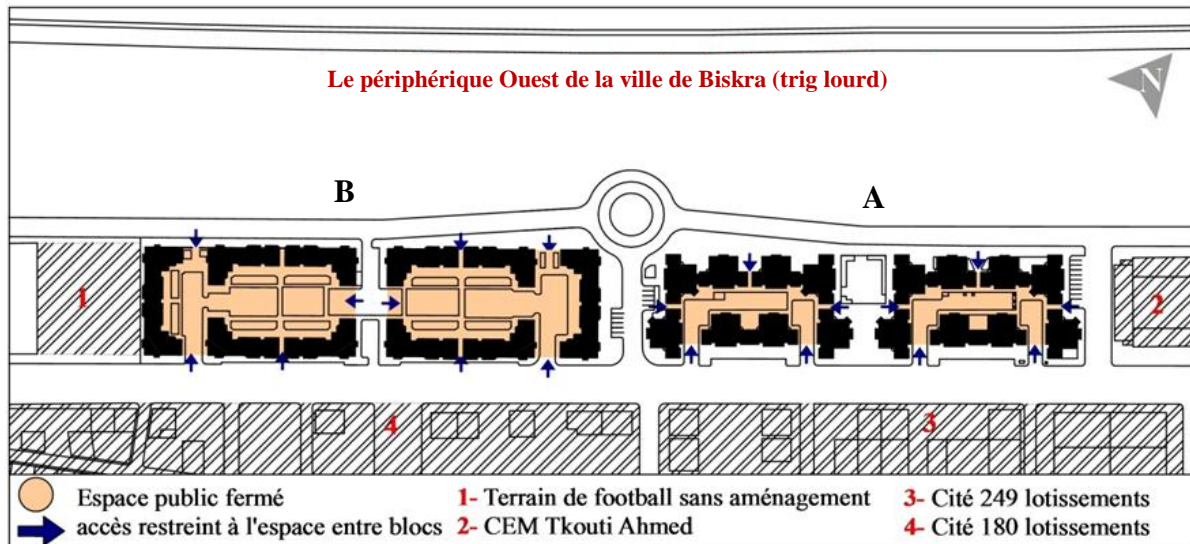 Le périphérique Ouest de la ville de Biskra (trig lourd)
N
B
A
1
2
4
3
Espace public fermé
accès restreint à l'espace entre blocs
1- Terrain de football sans aménagement
2- CEM Tkouti Ahmed
3- Cité 249 lotissements
4- Cité 180 lotissements